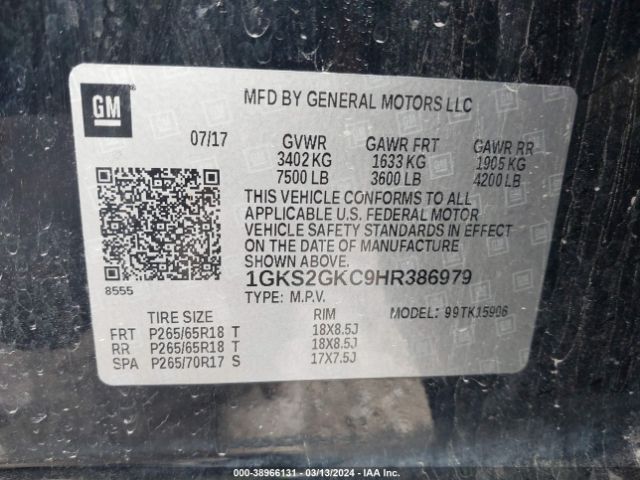 GM
®
MFD BY GENERAL MOTORS LLC
07/17 GVWR GAWR FRT GAWR RR
3402 KG 1633 KG 1905 KG
7500 LB 3600 LB 4200 LB
THIS VEHICLE CONFORMS TO ALL
APPLICABLE U.S. FEDERAL MOTOR
VEHICLE SAFETY STANDARDS IN EFFECT
ON THE DATE OF MANUFACTURE
SHOWN ABOVE.
8555
1GKS2GKC9HR386979
TYPE: M.P.V. MODEL: 99TK15906
TIRE SIZE RIM
FRT P265/65R18 T 18X8.5J
RR P265/65R18 T 18X8.5J
SPA P265/70R17 S 17X7.5J
000-38966131 — 03/13/2024 — IAA Inc.